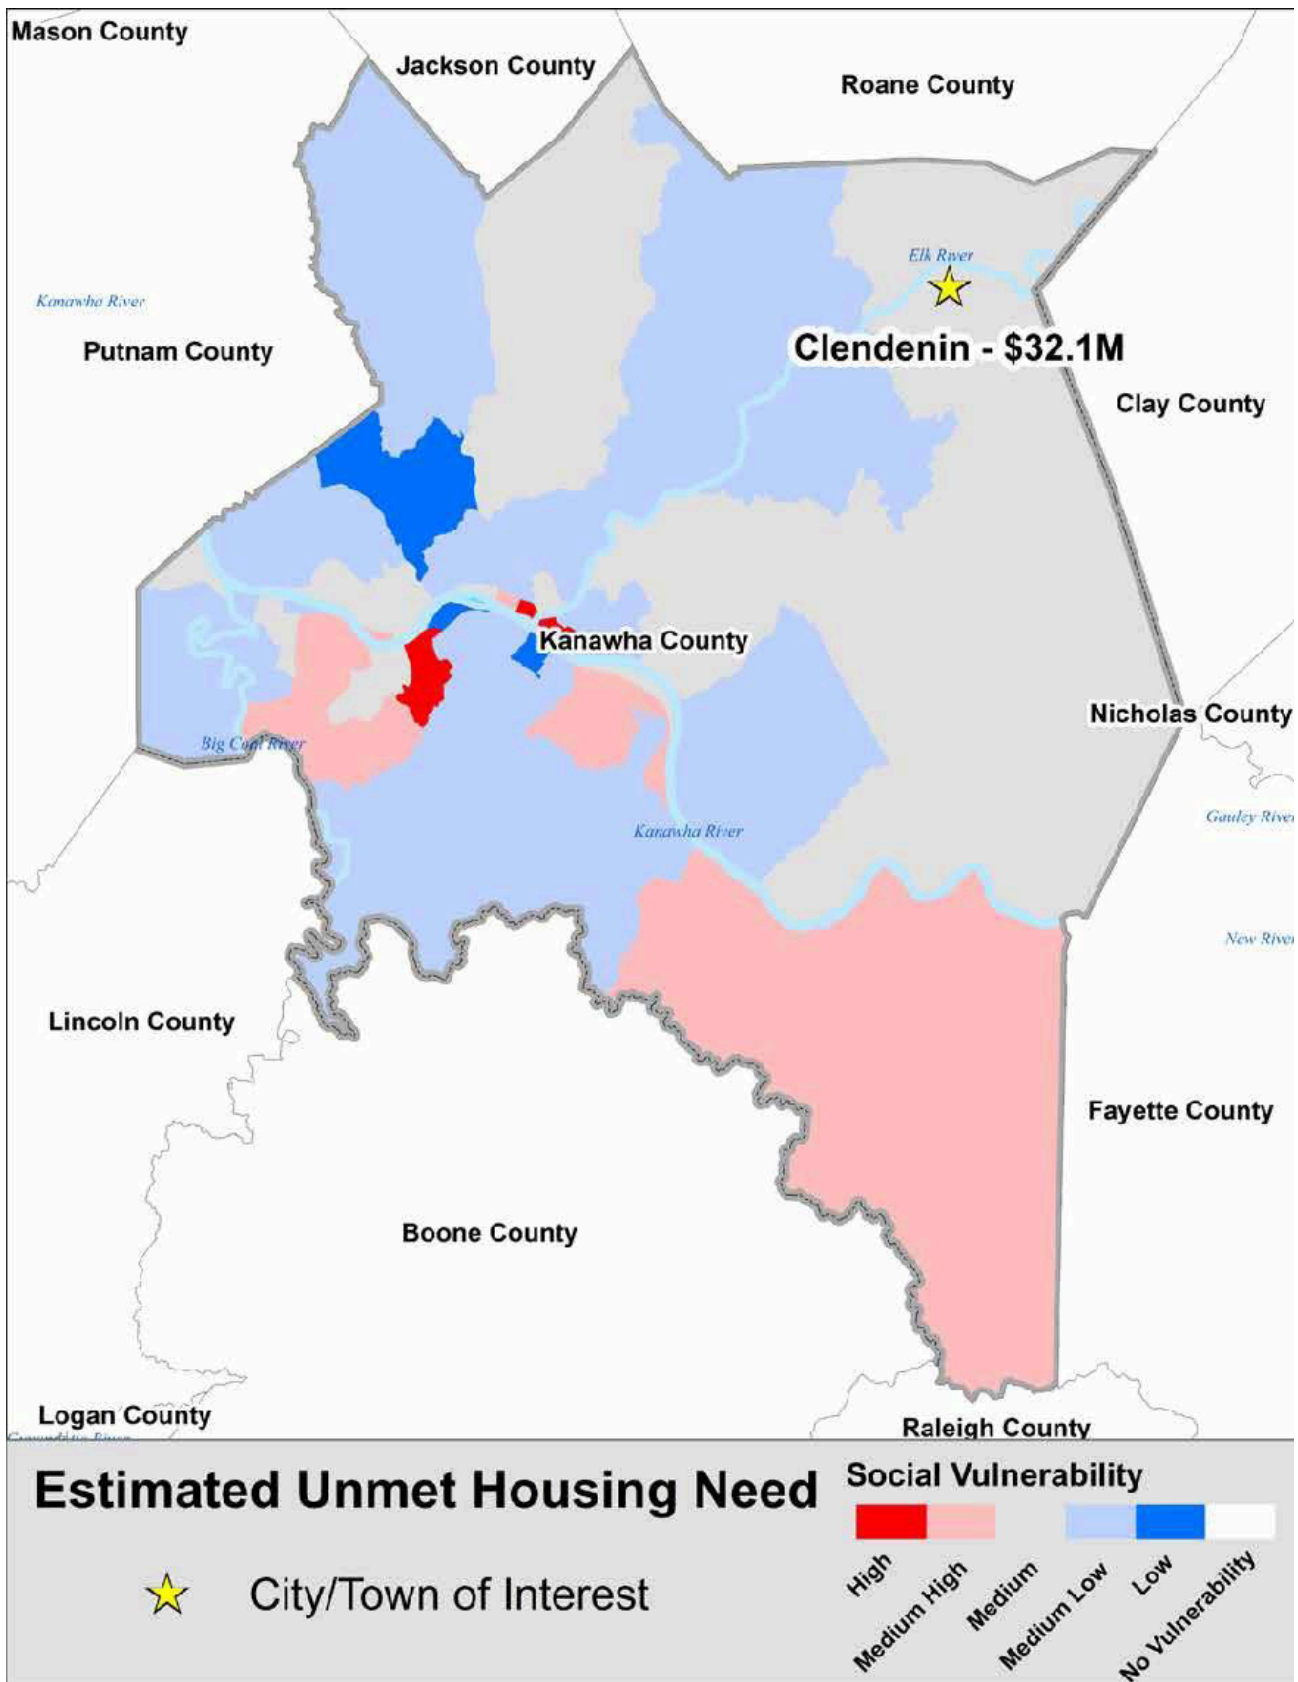 Mason County
Jackson County
Roane County
Elk River
Kanawha River
Putnam County
Clendenin - $32.1M
Clay County
Kanawha County
Nicholas County
Big Coal River
Gauley River
Kanawha River
New River
Lincoln County
Fayette County
Boone County
Logan County
Raleigh County
Estimated Unmet Housing Need
City/Town of Interest
Social Vulnerability
High
Medium High
Medium
Medium Low
Low
No Vulnerability